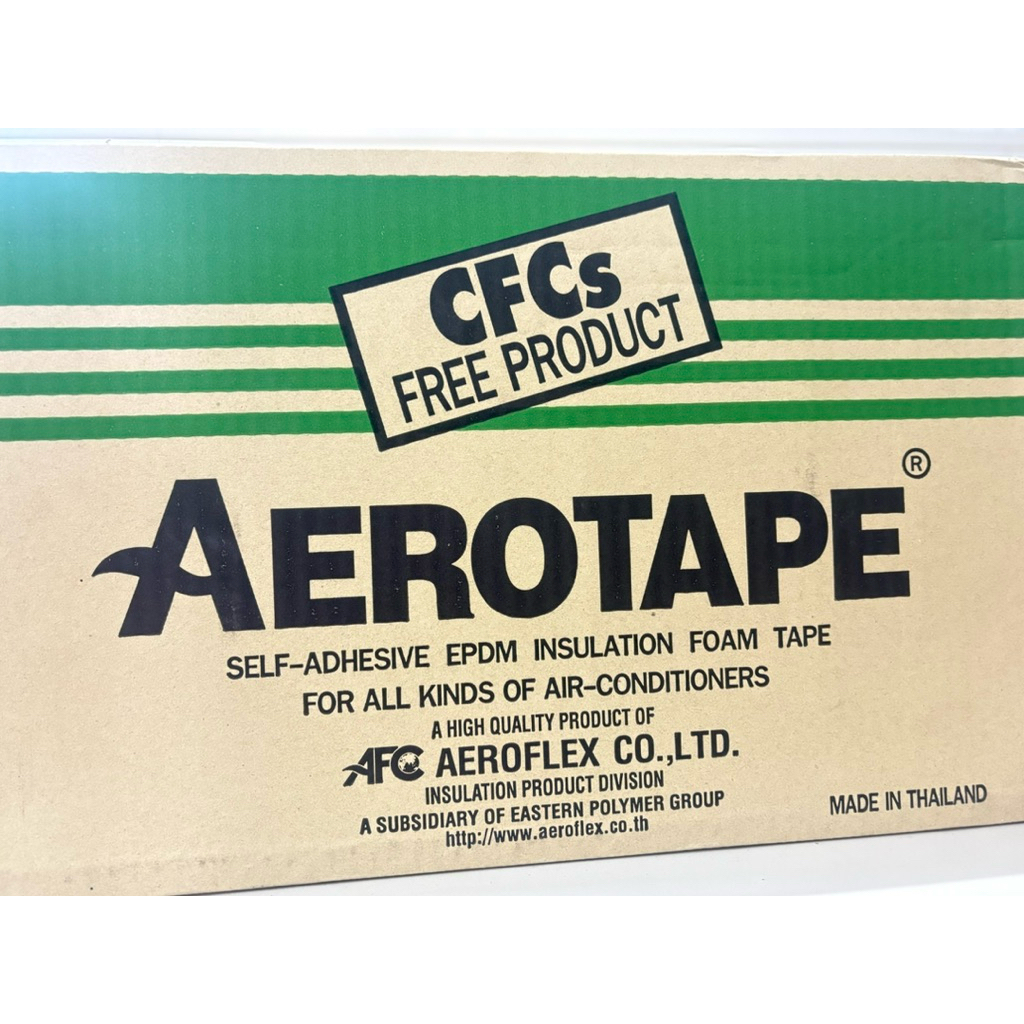 CFCs
FREE PRODUCT
AEROTAPE®
SELF-ADHESIVE EPDM INSULATION FOAM TAPE
FOR ALL KINDS OF AIR-CONDITIONERS
A HIGH QUALITY PRODUCT OF
AFC AEROFLEX CO.,LTD.
INSULATION PRODUCT DIVISION
A SUBSIDIARY OF EASTERN POLYMER GROUP
http://www.aeroflex.co.th
MADE IN THAILAND